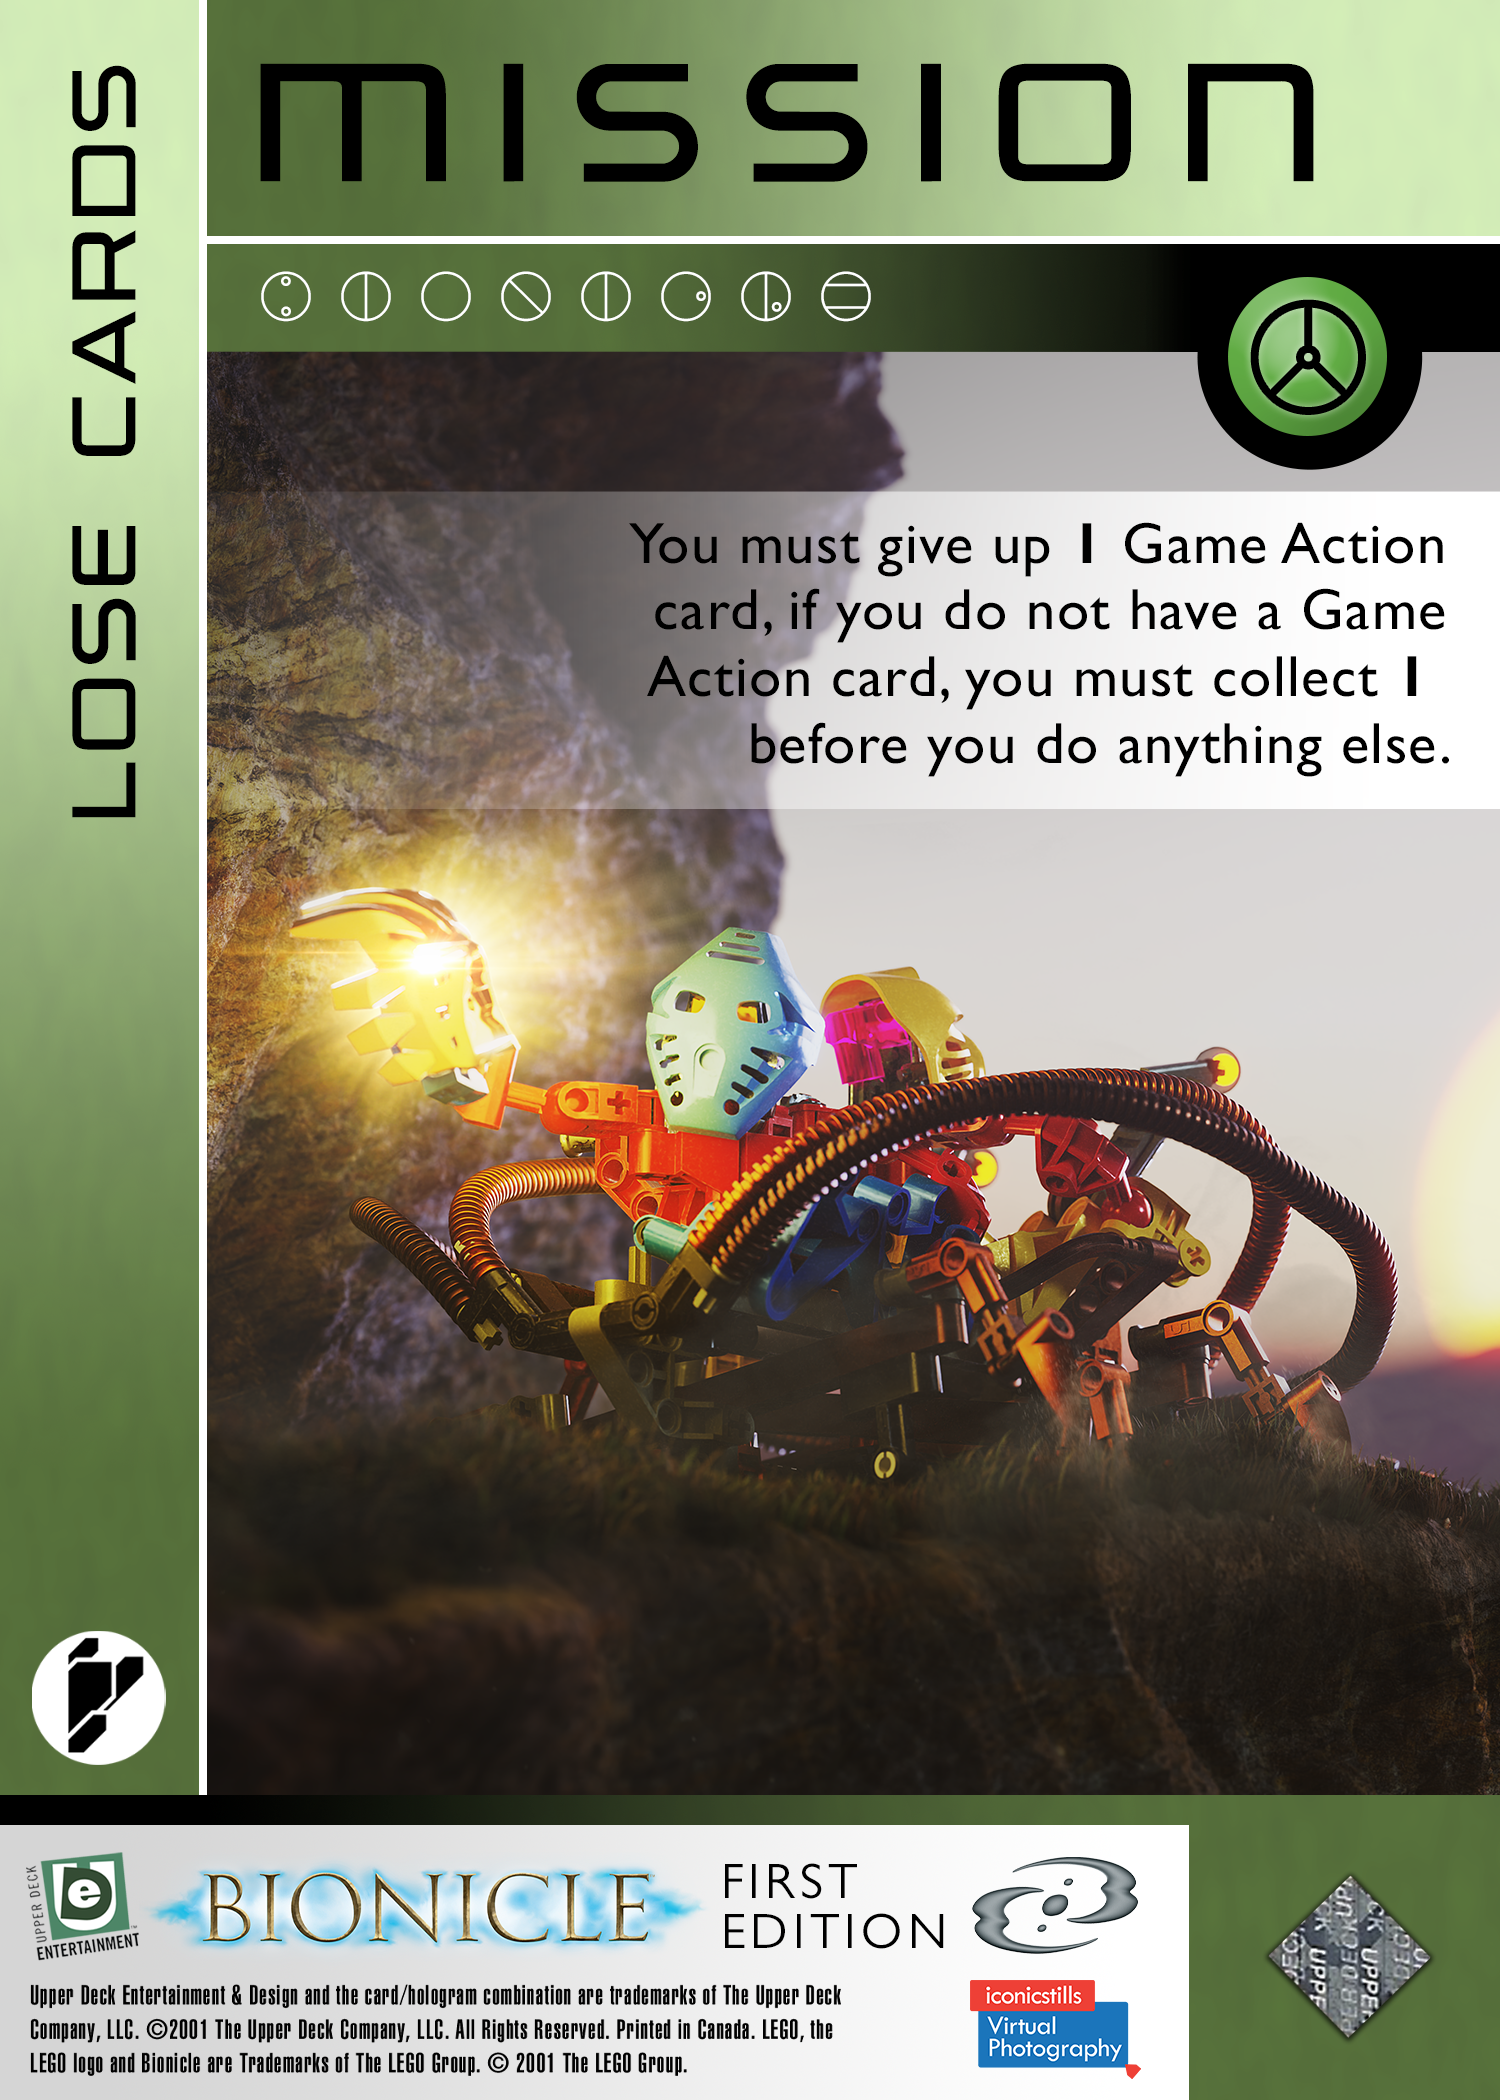 MISSION
LOSE CARDS
You must give up 1 Game Action
card, if you do not have a Game
Action card, you must collect 1
before you do anything else.
UPPER DECK
e
ENTERTAINMENT
BIONICLE
FIRST
EDITION
Upper Deck Entertainment & Design and the card/hologram combination are trademarks of The Upper Deck
Company, LLC. ©2001 The Upper Deck Company, LLC. All Rights Reserved. Printed in Canada. LEGO, the
LEGO logo and Bionicle are Trademarks of The LEGO Group. © 2001 The LEGO Group.
iconicstills
Virtual
Photography